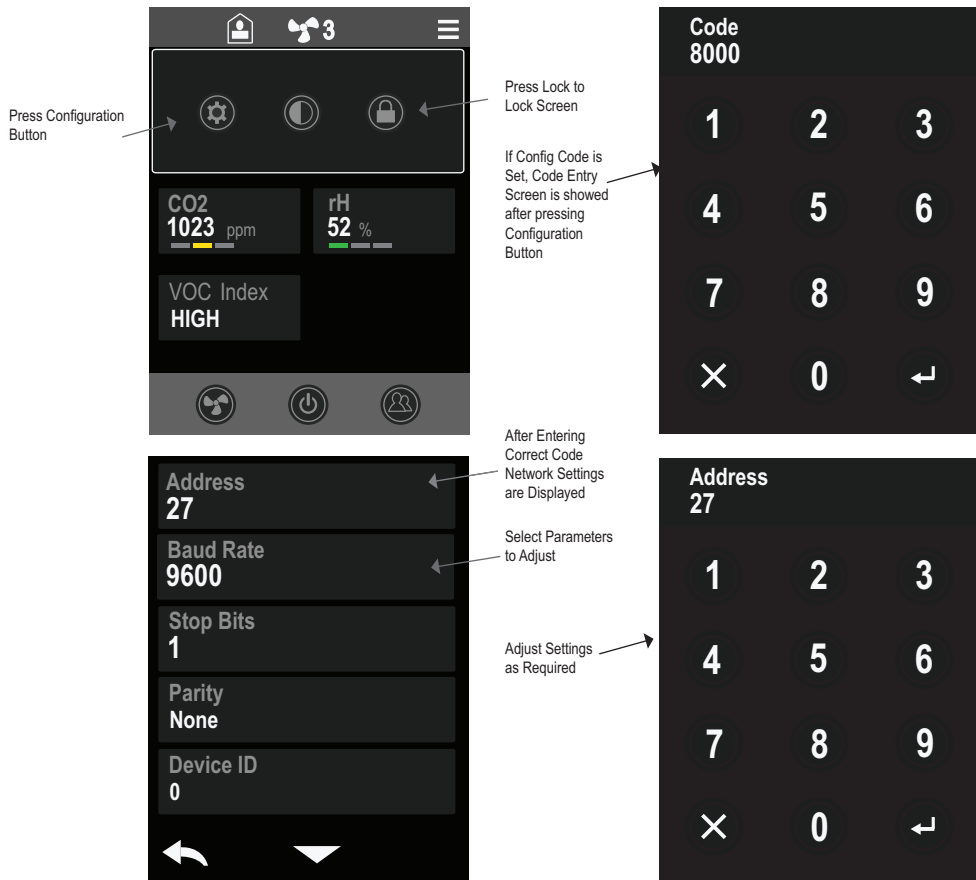 3
Press Configuration
Button
Press Lock to
Lock Screen
CO2
1023 ppm
rH
52 %
VOC Index
HIGH
If Config Code is
Set, Code Entry
Screen is showed
after pressing
Configuration
Button
Code
8000
1 2 3
4 5 6
7 8 9
0
Address
27
Baud Rate
9600
Stop Bits
1
Parity
None
Device ID
0
After Entering
Correct Code
Network Settings
are Displayed
Select Parameters
to Adjust
Adjust Settings
as Required
Address
27
1 2 3
4 5 6
7 8 9
0